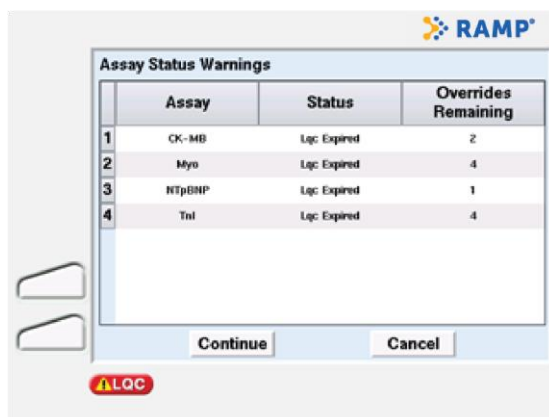 RAMP®
Assay Status Warnings
Assay Status Overrides Remaining
1 CK-MB Lqc Expired 2
2 Myo Lqc Expired 4
3 NTpBNP Lqc Expired 1
4 TnI Lqc Expired 4
Continue Cancel
LQC